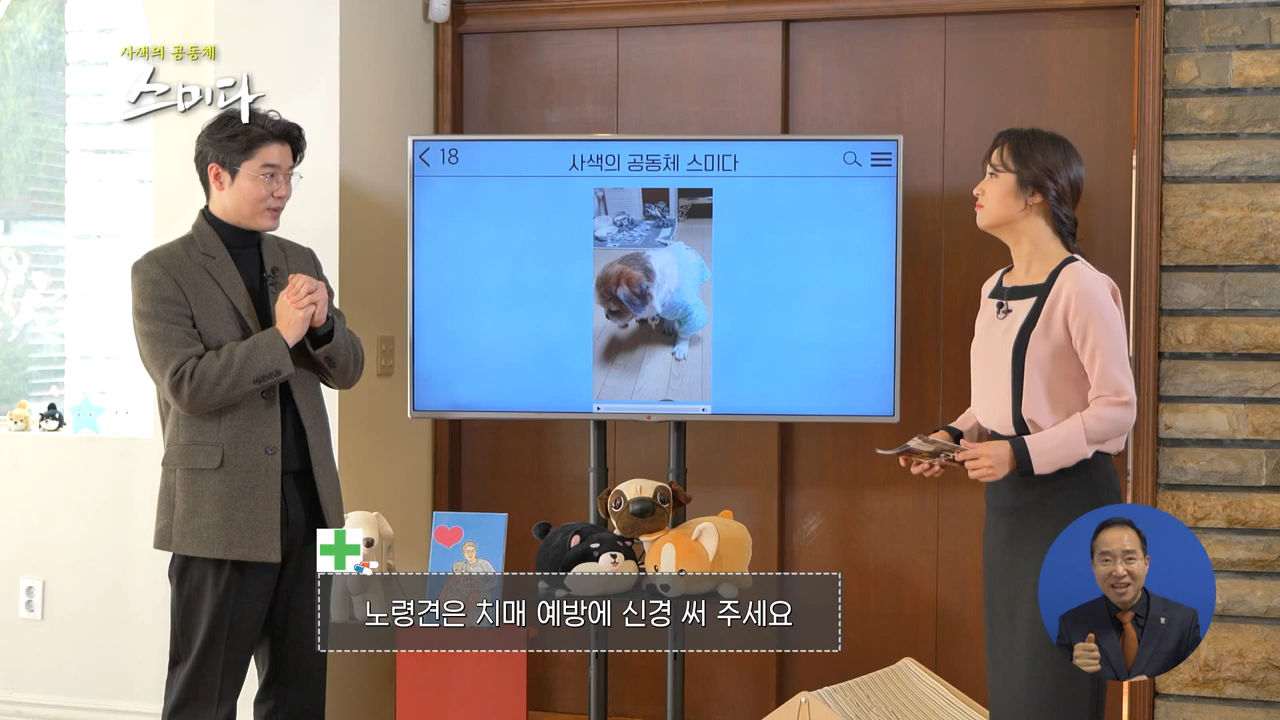 사색의 공동체
스미다
18
사색의 공동체 스미다
노령견은 치매 예방에 신경 써 주세요